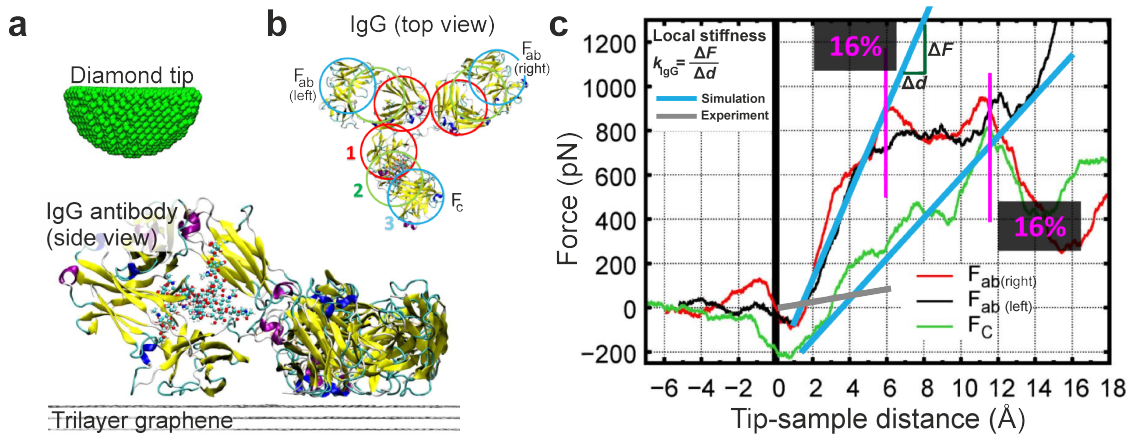 a
Diamond tip
IgG antibody
(side view)
Trilayer graphene
b
IgG (top view)
Fab
(left)
Fab
(right)
1
2
3
FC
c
Local stiffness
kIgG = ΔF
Δd
Simulation
Experiment
16%
ΔF
Δd
16%
Fab(right)
Fab (left)
FC
Force (pN)
1200
1000
800
600
400
200
0
−200
−6 −4 −2 0 2 4 6 8 10 12 14 16 18
Tip-sample distance (Å)